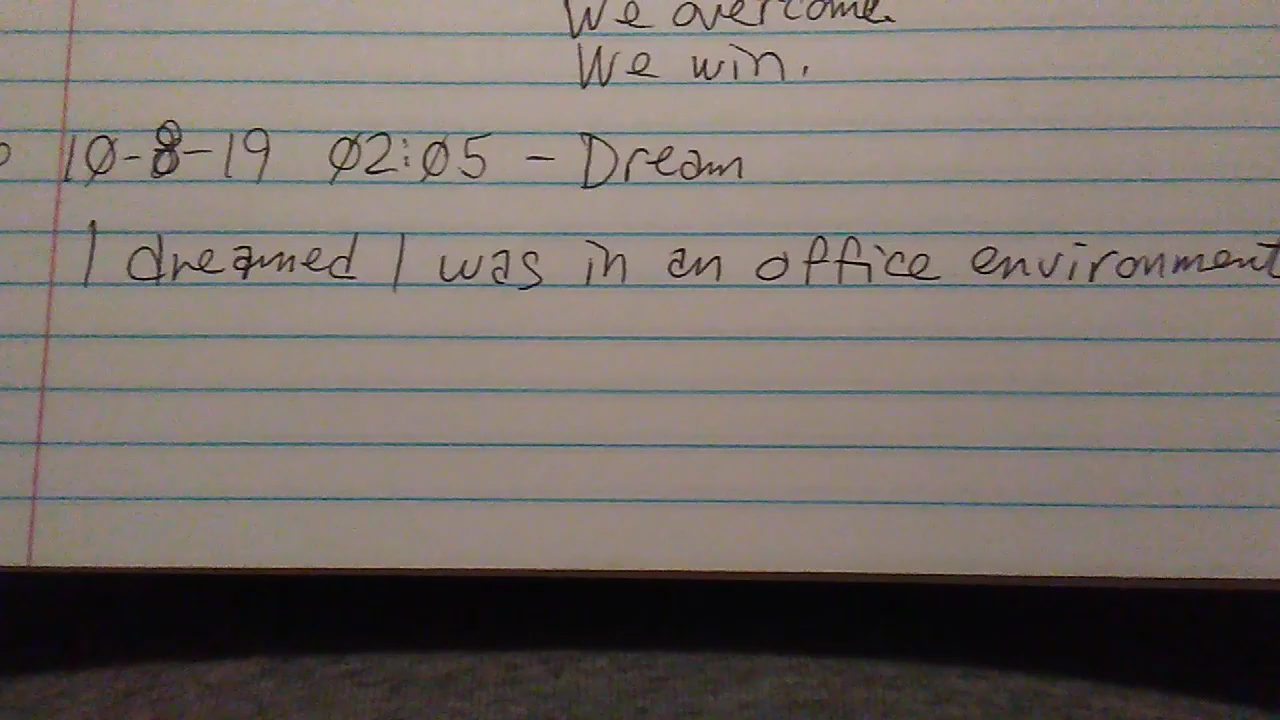 We overcome.
We win.
10-8-19 02:05 - Dream
I dreamed I was in an office environment